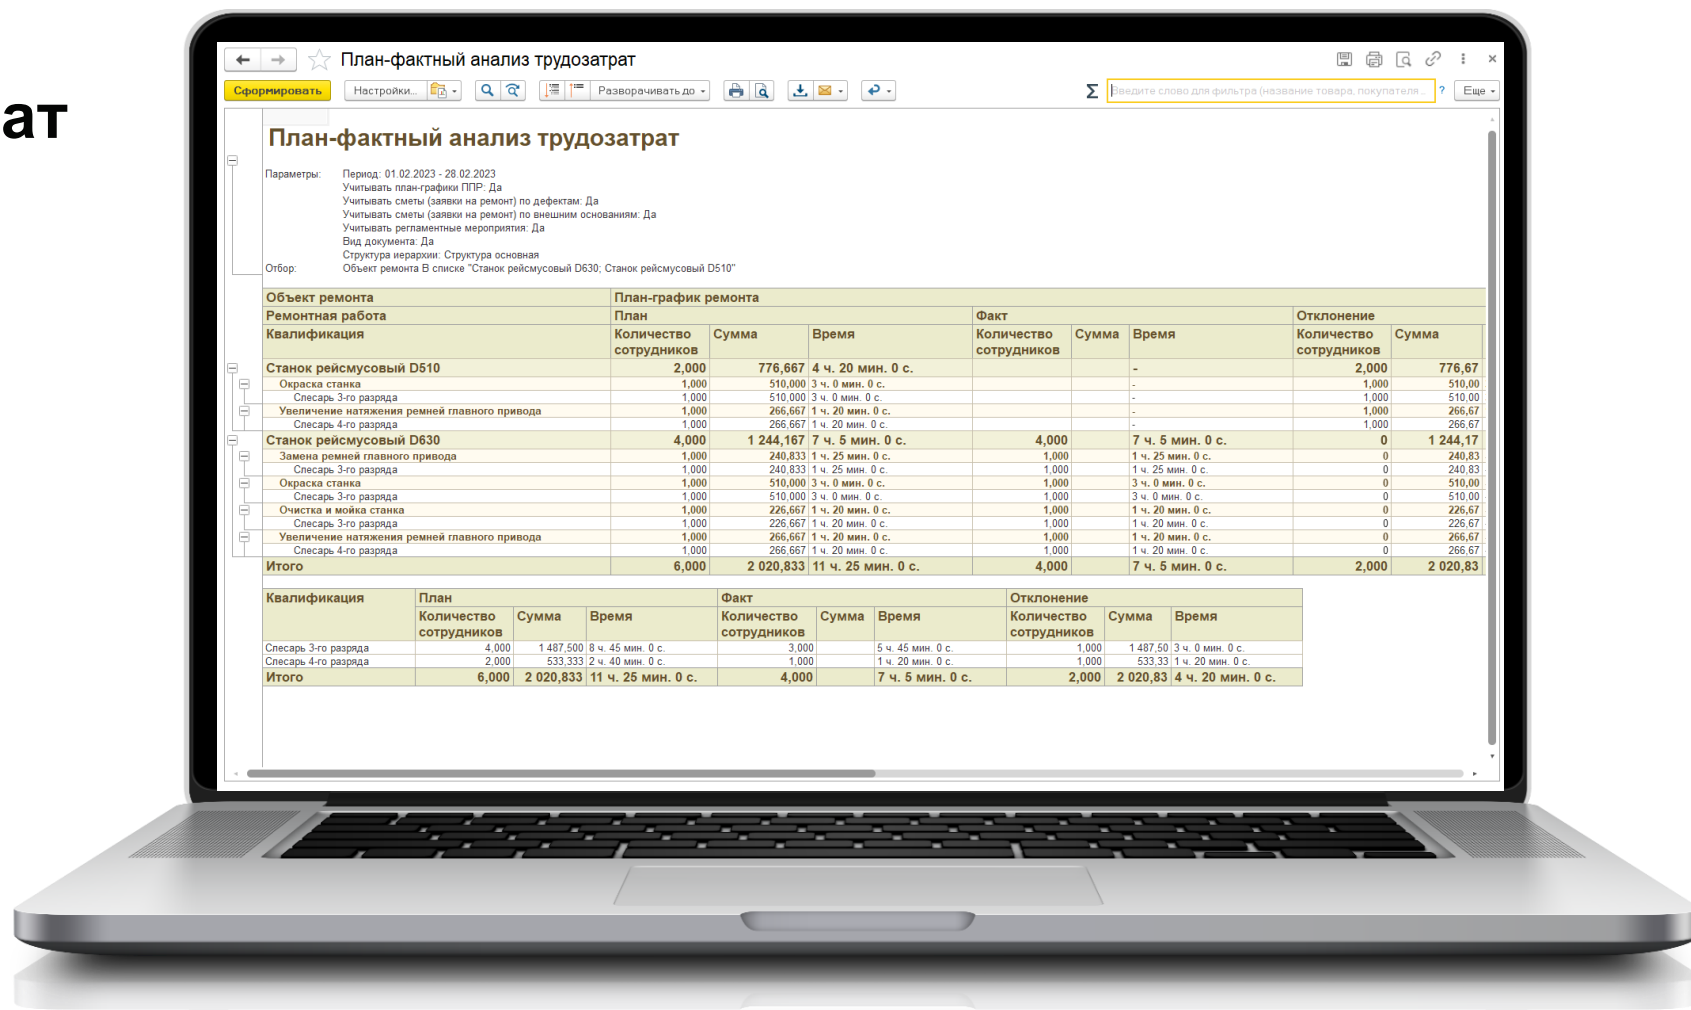 ат
План-фактный анализ трудозатрат
Сформировать Настройки... Разворачивать до Σ Введите слово для фильтра (название товара, покупателя... ? Еще
План-фактный анализ трудозатрат
Параметры: Период: 01.02.2023 - 28.02.2023
Учитывать план-графики ППР: Да
Учитывать сметы (заявки на ремонт) по дефектам: Да
Учитывать сметы (заявки на ремонт) по внешним основаниям: Да
Учитывать регламентные мероприятия: Да
Вид документа: Да
Структура иерархии: Структура основная
Отбор: Объект ремонта В списке "Станок рейсмусовый D630; Станок рейсмусовый D510"
Объект ремонта План-график ремонта
Ремонтная работа План Факт Отклонение
Квалификация Количество сотрудников Сумма Время Количество сотрудников Сумма Время Количество сотрудников Сумма
Станок рейсмусовый D510 2,000 776,667 4 ч. 20 мин. 0 с. - 2,000 776,67
Окраска станка 1,000 510,000 3 ч. 0 мин. 0 с. - 1,000 510,00
Слесарь 3-го разряда 1,000 510,000 3 ч. 0 мин. 0 с. - 1,000 510,00
Увеличение натяжения ремней главного привода 1,000 266,667 1 ч. 20 мин. 0 с. - 1,000 266,67
Слесарь 4-го разряда 1,000 266,667 1 ч. 20 мин. 0 с. - 1,000 266,67
Станок рейсмусовый D630 4,000 1 244,167 7 ч. 5 мин. 0 с. 4,000 7 ч. 5 мин. 0 с. 0 1 244,17
Замена ремней главного привода 1,000 240,833 1 ч. 25 мин. 0 с. 1,000 1 ч. 25 мин. 0 с. 0 240,83
Слесарь 3-го разряда 1,000 240,833 1 ч. 25 мин. 0 с. 1,000 1 ч. 25 мин. 0 с. 0 240,83
Окраска станка 1,000 510,000 3 ч. 0 мин. 0 с. 1,000 3 ч. 0 мин. 0 с. 0 510,00
Слесарь 3-го разряда 1,000 510,000 3 ч. 0 мин. 0 с. 1,000 3 ч. 0 мин. 0 с. 0 510,00
Очистка и мойка станка 1,000 226,667 1 ч. 20 мин. 0 с. 1,000 1 ч. 20 мин. 0 с. 0 226,67
Слесарь 3-го разряда 1,000 226,667 1 ч. 20 мин. 0 с. 1,000 1 ч. 20 мин. 0 с. 0 226,67
Увеличение натяжения ремней главного привода 1,000 266,667 1 ч. 20 мин. 0 с. 1,000 1 ч. 20 мин. 0 с. 0 266,67
Слесарь 4-го разряда 1,000 266,667 1 ч. 20 мин. 0 с. 1,000 1 ч. 20 мин. 0 с. 0 266,67
Итого 6,000 2 020,833 11 ч. 25 мин. 0 с. 4,000 7 ч. 5 мин. 0 с. 2,000 2 020,83
Квалификация План Факт Отклонение
Количество сотрудников Сумма Время Количество сотрудников Сумма Время Количество сотрудников Сумма Время
Слесарь 3-го разряда 4,000 1 487,500 8 ч. 45 мин. 0 с. 3,000 5 ч. 45 мин. 0 с. 1,000 1 487,50 3 ч. 0 мин. 0 с.
Слесарь 4-го разряда 2,000 533,333 2 ч. 40 мин. 0 с. 1,000 1 ч. 20 мин. 0 с. 1,000 533,33 1 ч. 20 мин. 0 с.
Итого 6,000 2 020,833 11 ч. 25 мин. 0 с. 4,000 7 ч. 5 мин. 0 с. 2,000 2 020,83 4 ч. 20 мин. 0 с.